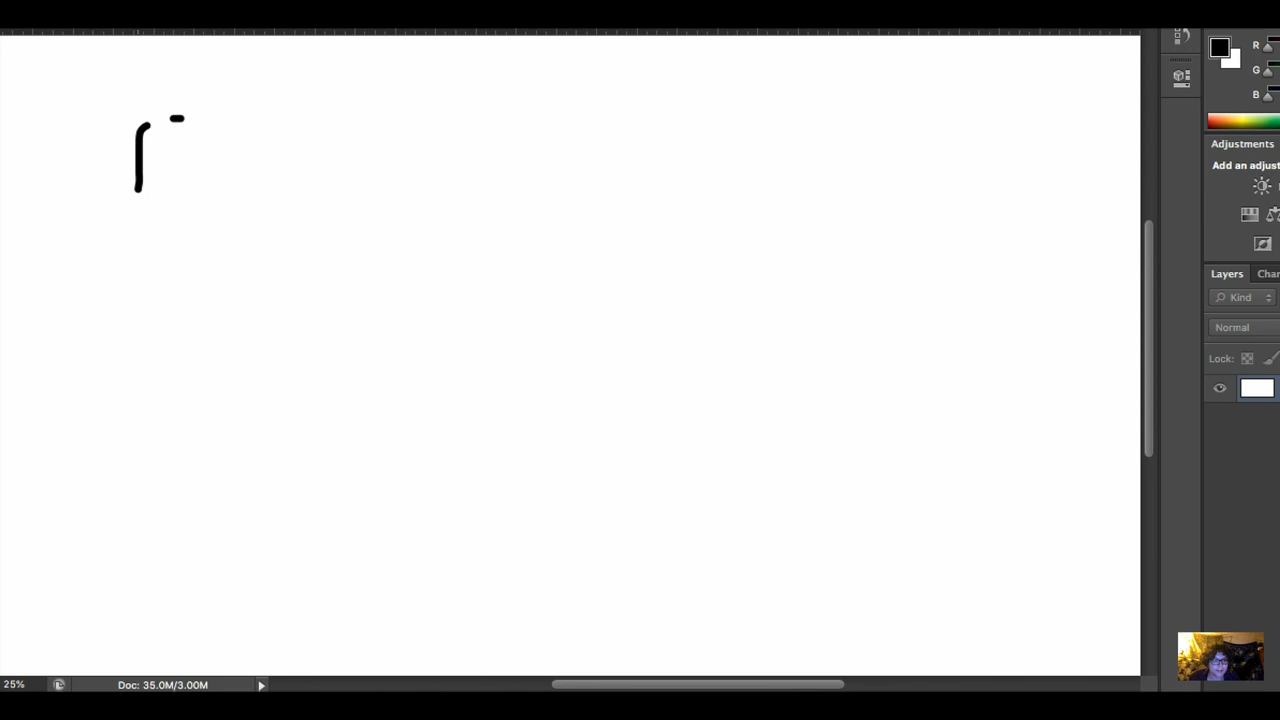 R
G
B
Adjustments
Add an adjust
Layers Char
Kind
Normal
Lock:
25% Doc: 35.0M/3.00M